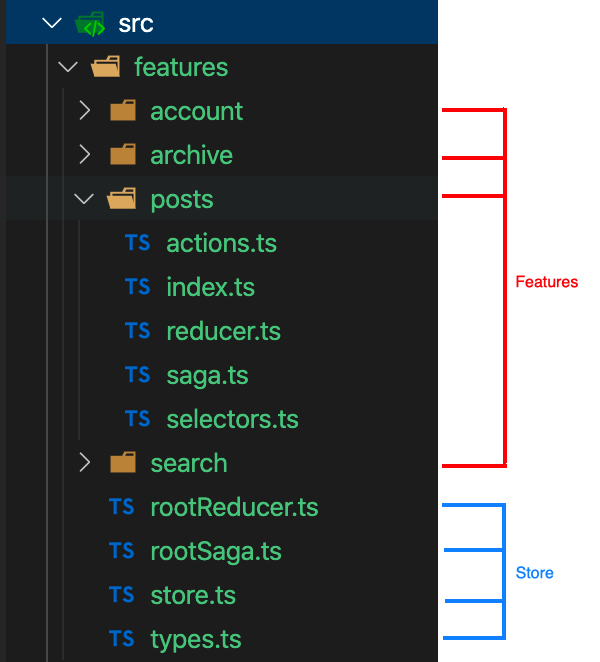 src
features
account
archive
posts
TS actions.ts
TS index.ts
TS reducer.ts
TS saga.ts
TS selectors.ts
search
TS rootReducer.ts
TS rootSaga.ts
TS store.ts
TS types.ts
Features
Store